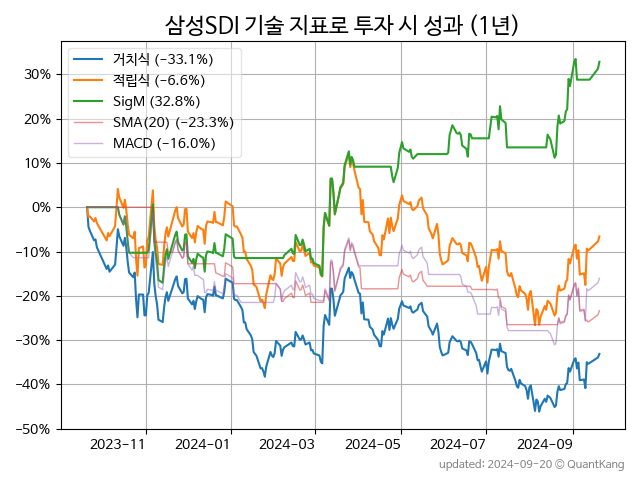 삼성SDI 기술 지표로 투자 시 성과 (1년)
거치식 (−33.1%)
적립식 (−6.6%)
SigM (32.8%)
SMA(20) (−23.3%)
MACD (−16.0%)
30%
20%
10%
0%
−10%
−20%
−30%
−40%
−50%
2023-11 2024-01 2024-03 2024-05 2024-07 2024-09
updated: 2024-09-20 © QuantKang